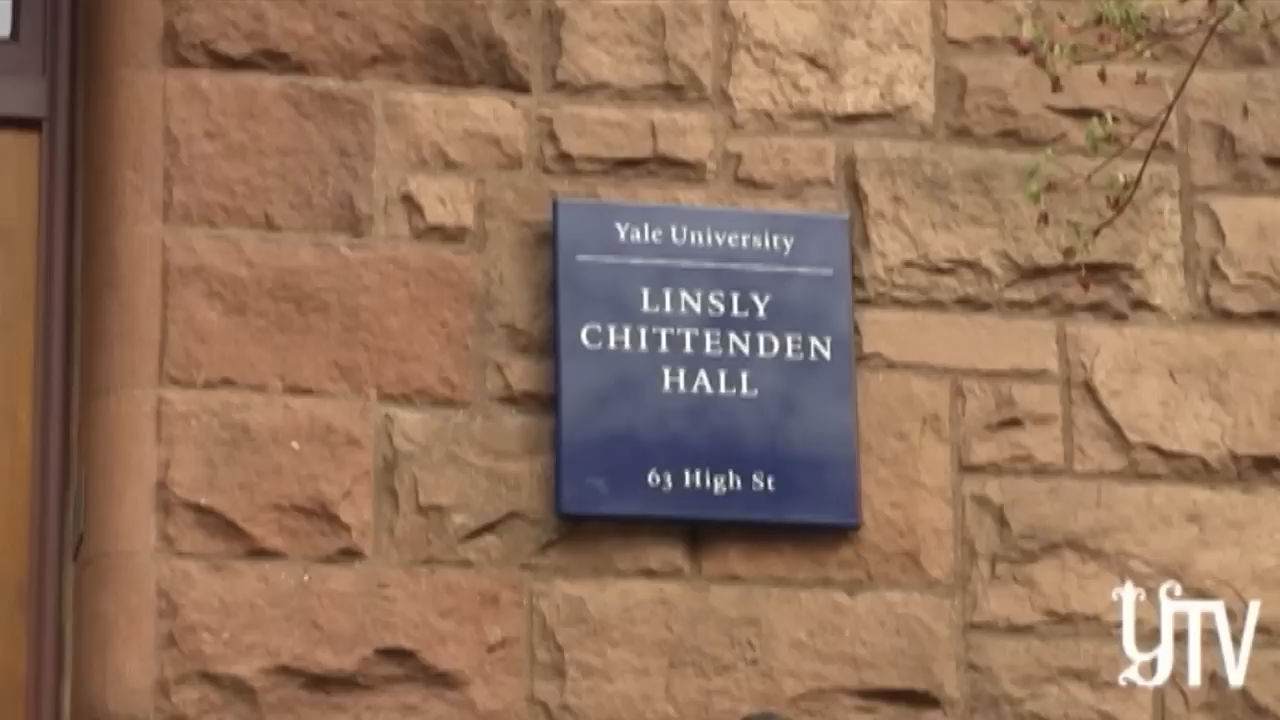 Yale University
LINSLY
CHITTENDEN
HALL
63 High St
YTV